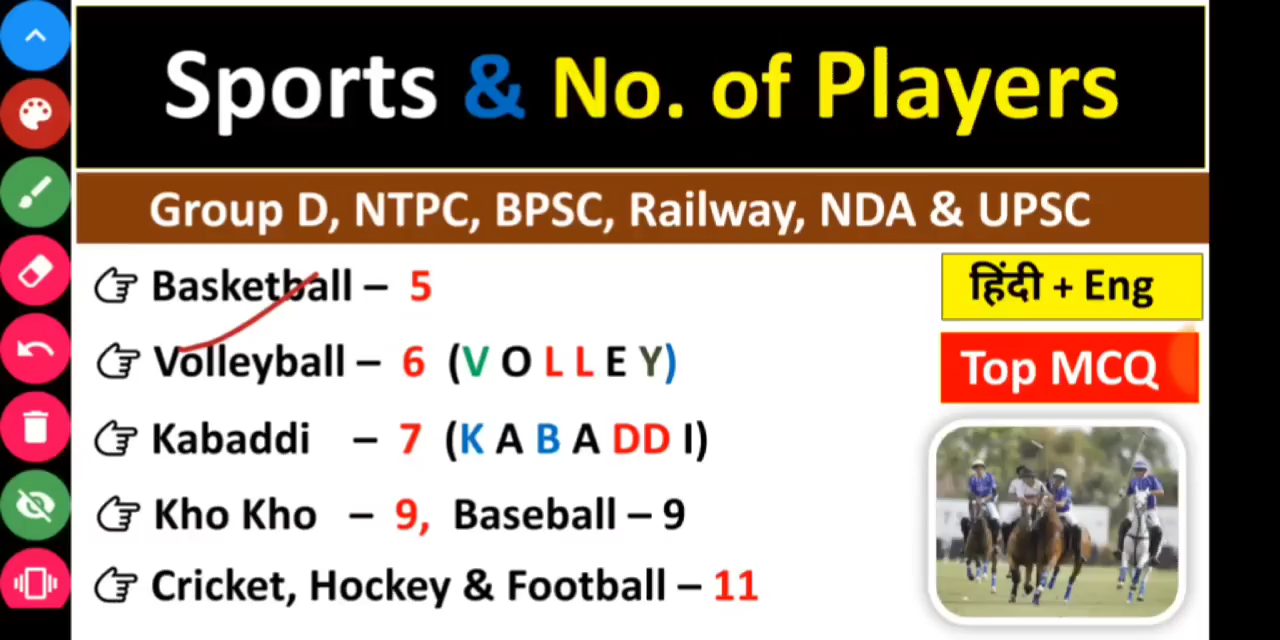 Sports & No. of Players
Group D, NTPC, BPSC, Railway, NDA & UPSC
Basketball – 5
हिंदी + Eng
Volleyball – 6 (V O L L E Y)
Top MCQ
Kabaddi – 7 (K A B A DD I)
Kho Kho – 9, Baseball – 9
Cricket, Hockey & Football – 11